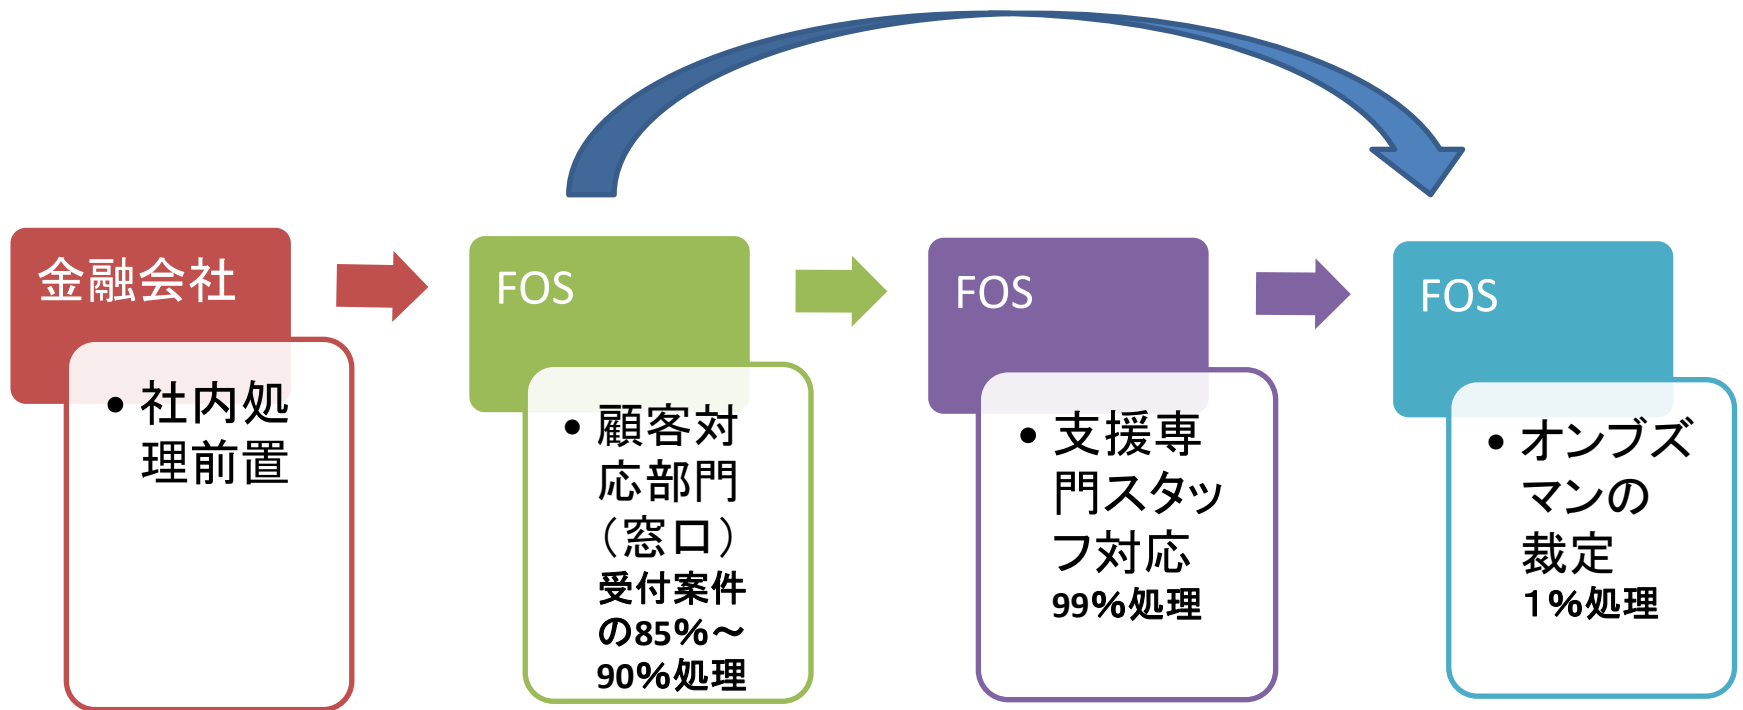 金融会社
• 社内処
理前置
FOS
• 顧客対
応部門
（窓口）
受付案件
の85％～
90％処理
FOS
• 支援専
門スタッ
フ対応
99％処理
FOS
• オンブズ
マンの
裁定
１％処理